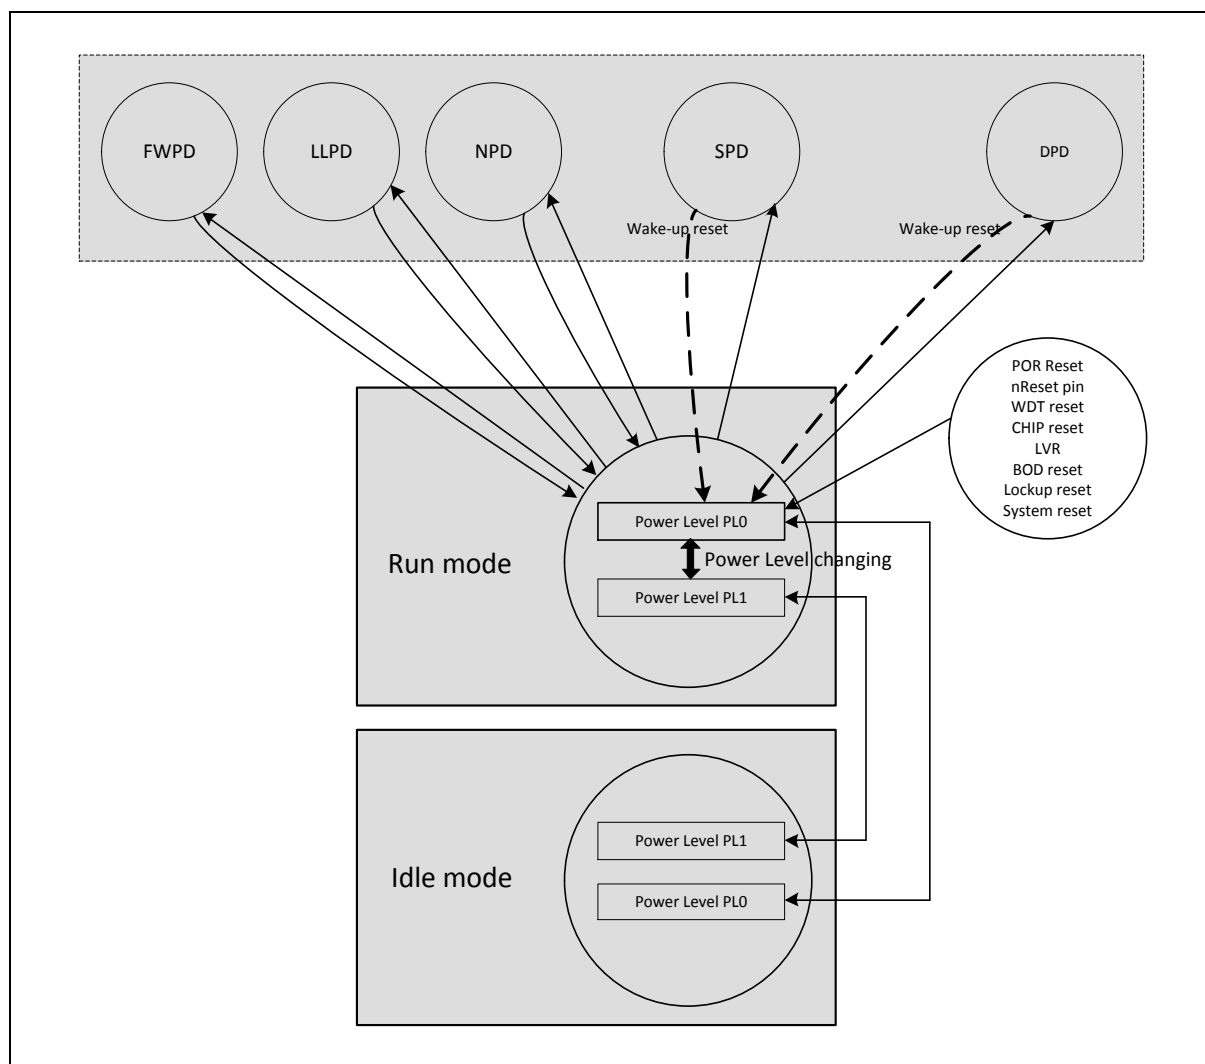 FWPD
LLPD
NPD
SPD
DPD
Wake-up reset
Wake-up reset
POR Reset
nReset pin
WDT reset
CHIP reset
LVR
BOD reset
Lockup reset
System reset
Run mode
Power Level PL0
Power Level changing
Power Level PL1
Idle mode
Power Level PL1
Power Level PL0